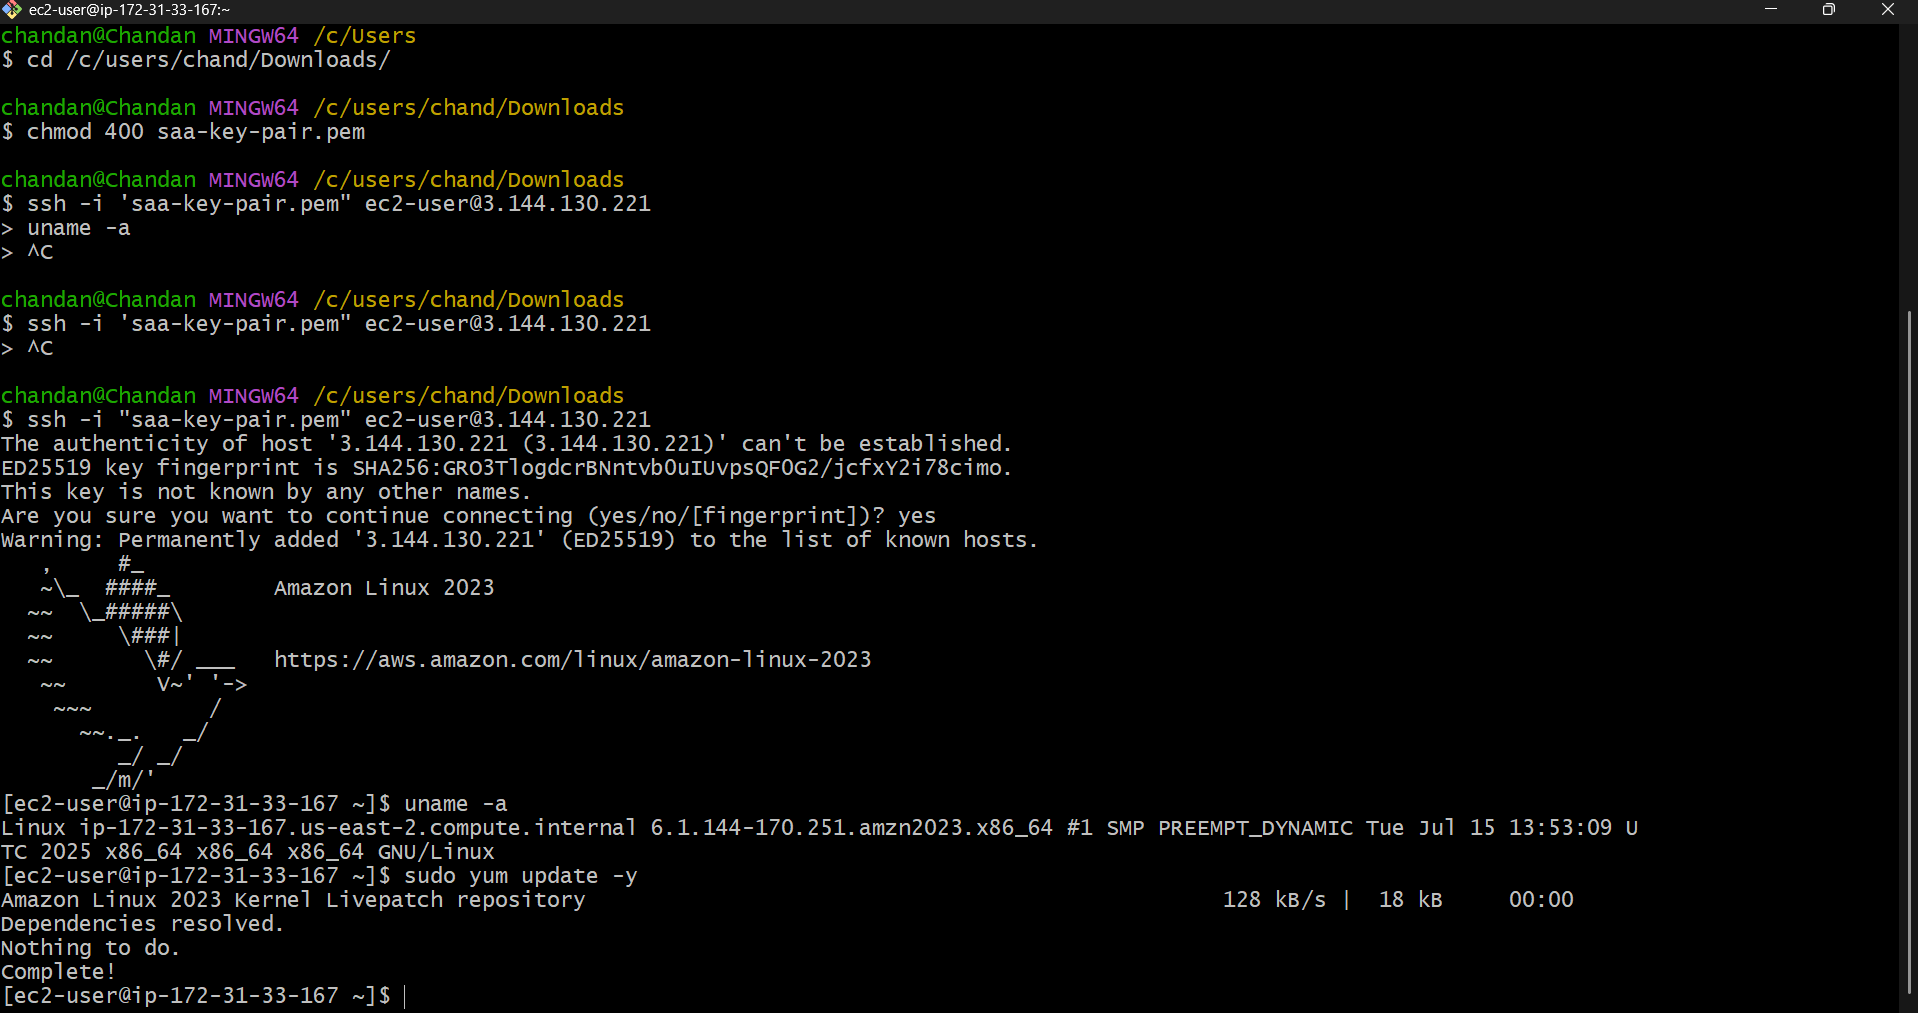 ec2-user@ip-172-31-33-167:~
chandan@Chandan MINGW64 /c/Users
$ cd /c/users/chand/Downloads/
chandan@Chandan MINGW64 /c/users/chand/Downloads
$ chmod 400 saa-key-pair.pem
chandan@Chandan MINGW64 /c/users/chand/Downloads
$ ssh -i 'saa-key-pair.pem" ec2-user@3.144.130.221
> uname -a
> ^C
chandan@Chandan MINGW64 /c/users/chand/Downloads
$ ssh -i 'saa-key-pair.pem" ec2-user@3.144.130.221
> ^C
chandan@Chandan MINGW64 /c/users/chand/Downloads
$ ssh -i "saa-key-pair.pem" ec2-user@3.144.130.221
The authenticity of host '3.144.130.221 (3.144.130.221)' can't be established.
ED25519 key fingerprint is SHA256:GRO3TlogdcrBNntvb0uIUvpsQFOG2/jcfxY2i78cimo.
This key is not known by any other names.
Are you sure you want to continue connecting (yes/no/[fingerprint])? yes
Warning: Permanently added '3.144.130.221' (ED25519) to the list of known hosts.
   ,     #_
   ~\_  ####_        Amazon Linux 2023
  ~~  \_#####\
  ~~     \###|
  ~~       \#/ ___   https://aws.amazon.com/linux/amazon-linux-2023
   ~~       V~' '->
    ~~~         /
      ~~._.   _/
         _/ _/
       _/m/'
[ec2-user@ip-172-31-33-167 ~]$ uname -a
Linux ip-172-31-33-167.us-east-2.compute.internal 6.1.144-170.251.amzn2023.x86_64 #1 SMP PREEMPT_DYNAMIC Tue Jul 15 13:53:09 U
TC 2025 x86_64 x86_64 x86_64 GNU/Linux
[ec2-user@ip-172-31-33-167 ~]$ sudo yum update -y
Amazon Linux 2023 Kernel Livepatch repository                                                 128 kB/s |  18 kB     00:00
Dependencies resolved.
Nothing to do.
Complete!
[ec2-user@ip-172-31-33-167 ~]$